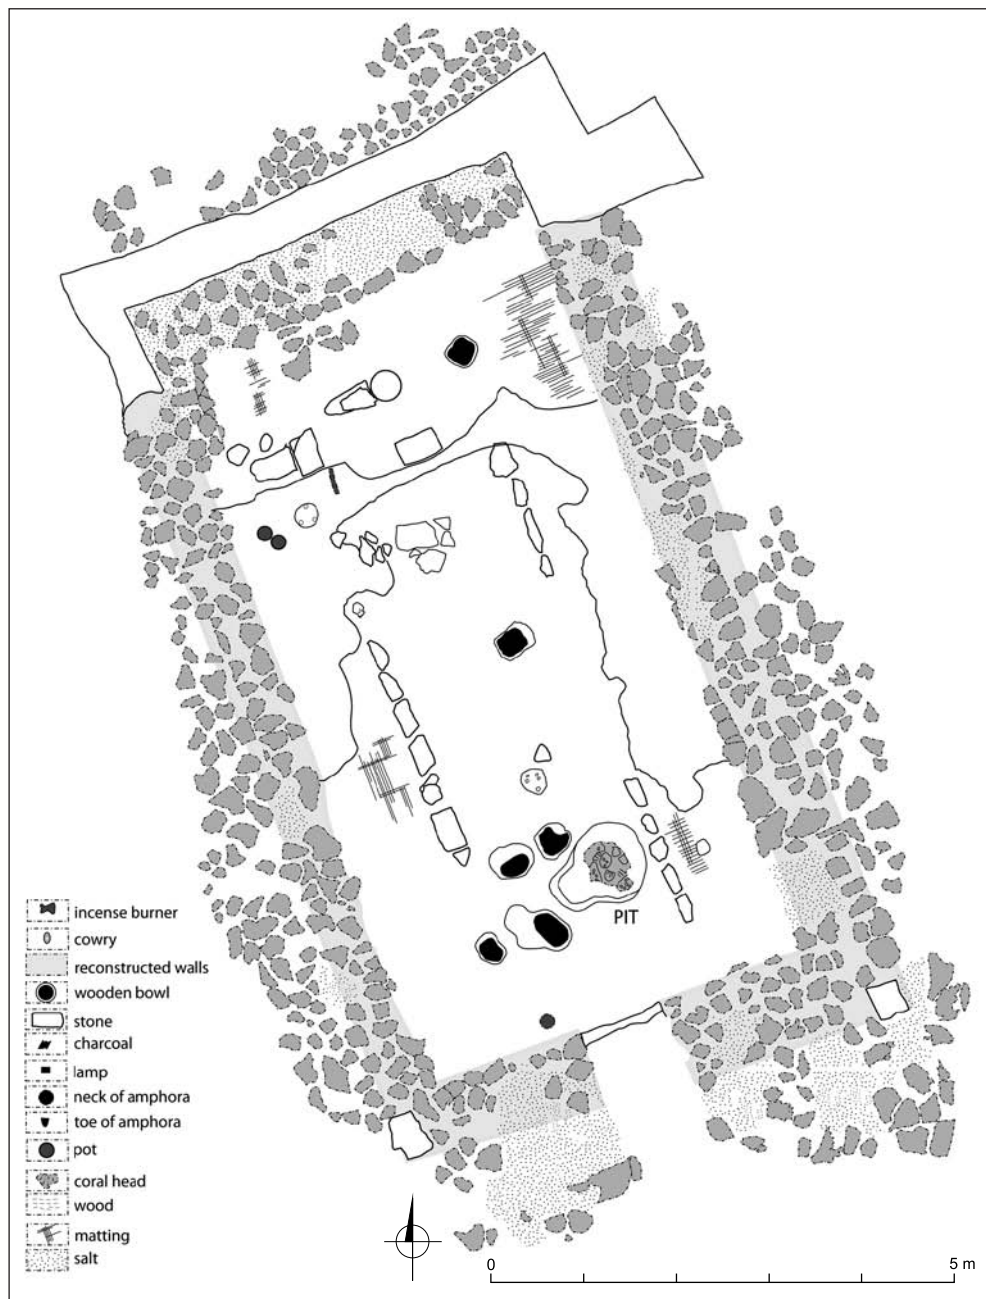 PIT
incense burner
cowry
reconstructed walls
wooden bowl
stone
charcoal
lamp
neck of amphora
toe of amphora
pot
coral head
wood
matting
salt
0 5 m